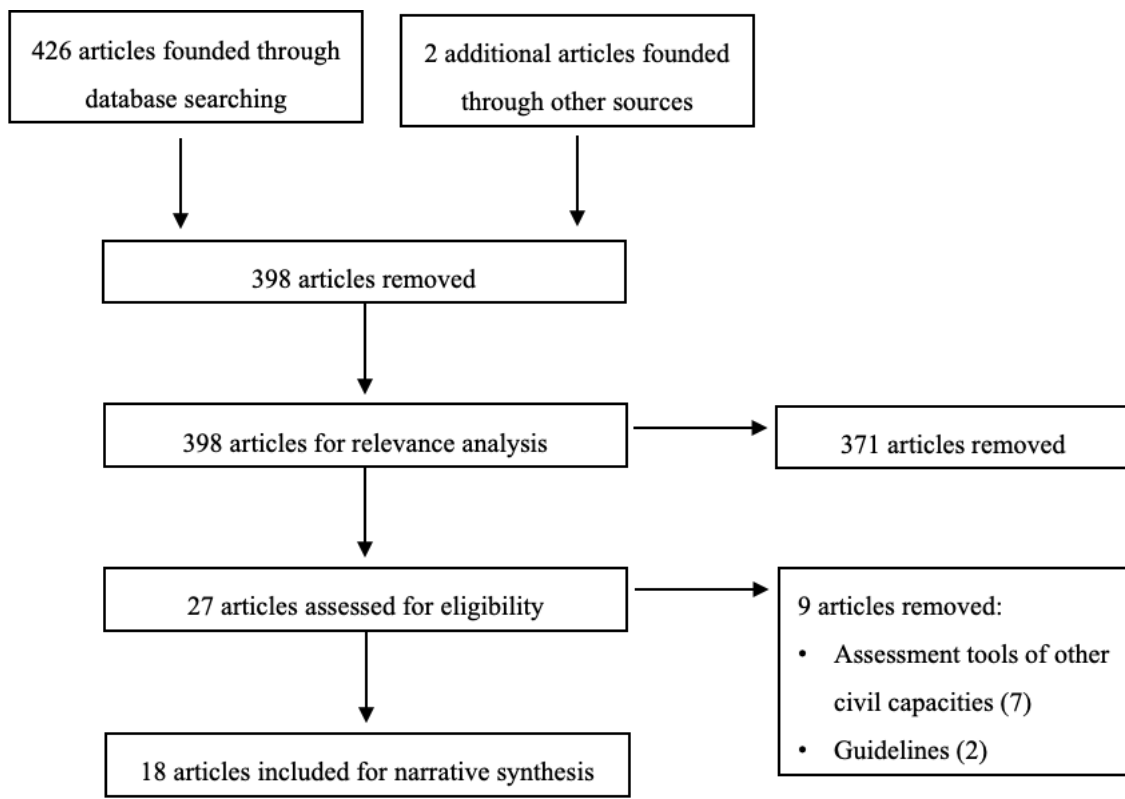 426 articles founded through
database searching
2 additional articles founded
through other sources
398 articles removed
398 articles for relevance analysis
371 articles removed
27 articles assessed for eligibility
9 articles removed:
• Assessment tools of other
civil capacities (7)
• Guidelines (2)
18 articles included for narrative synthesis